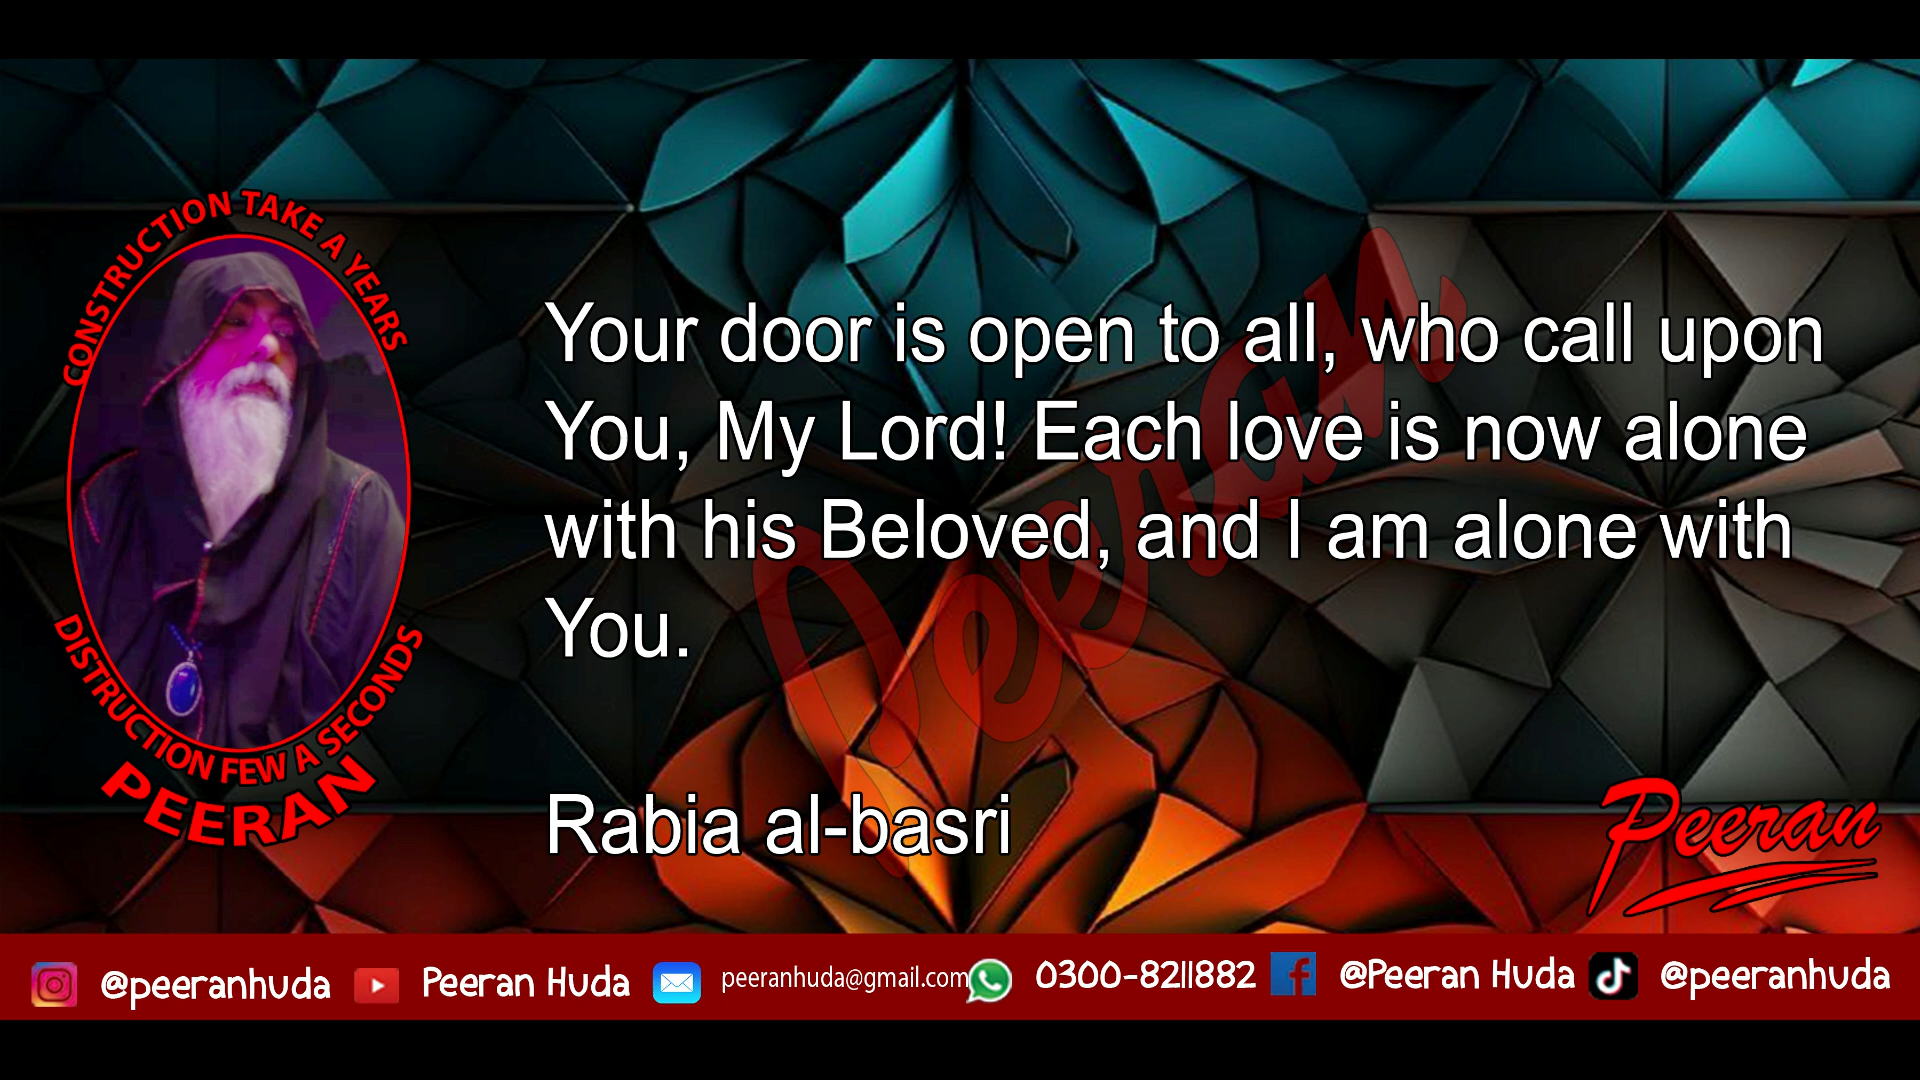 CONSTRUCTION TAKE A YEARS
DISTRUCTION FEW A SECONDS
PEERAN
Your door is open to all, who call upon
You, My Lord! Each love is now alone
with his Beloved, and I am alone with
You.
Rabia al-basri
Peeran
Peeran
@peeranhuda
Peeran Huda
peeranhuda@gmail.com
0300-8211882
@Peeran Huda
@peeranhuda